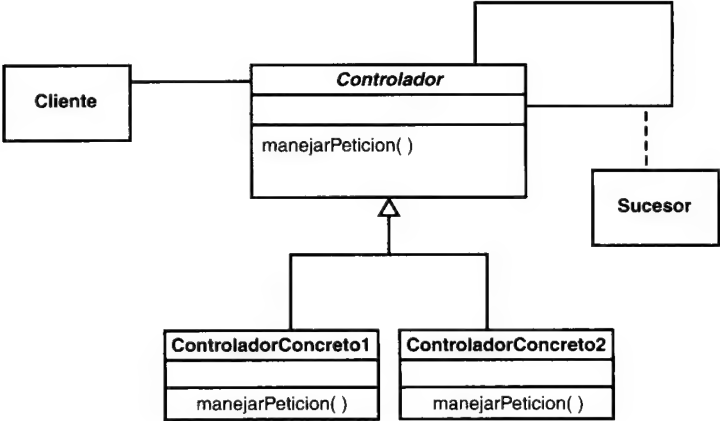 Controlador
Cliente
manejarPeticion( )
Sucesor
ControladorConcreto1
ControladorConcreto2
manejarPeticion( )
manejarPeticion( )